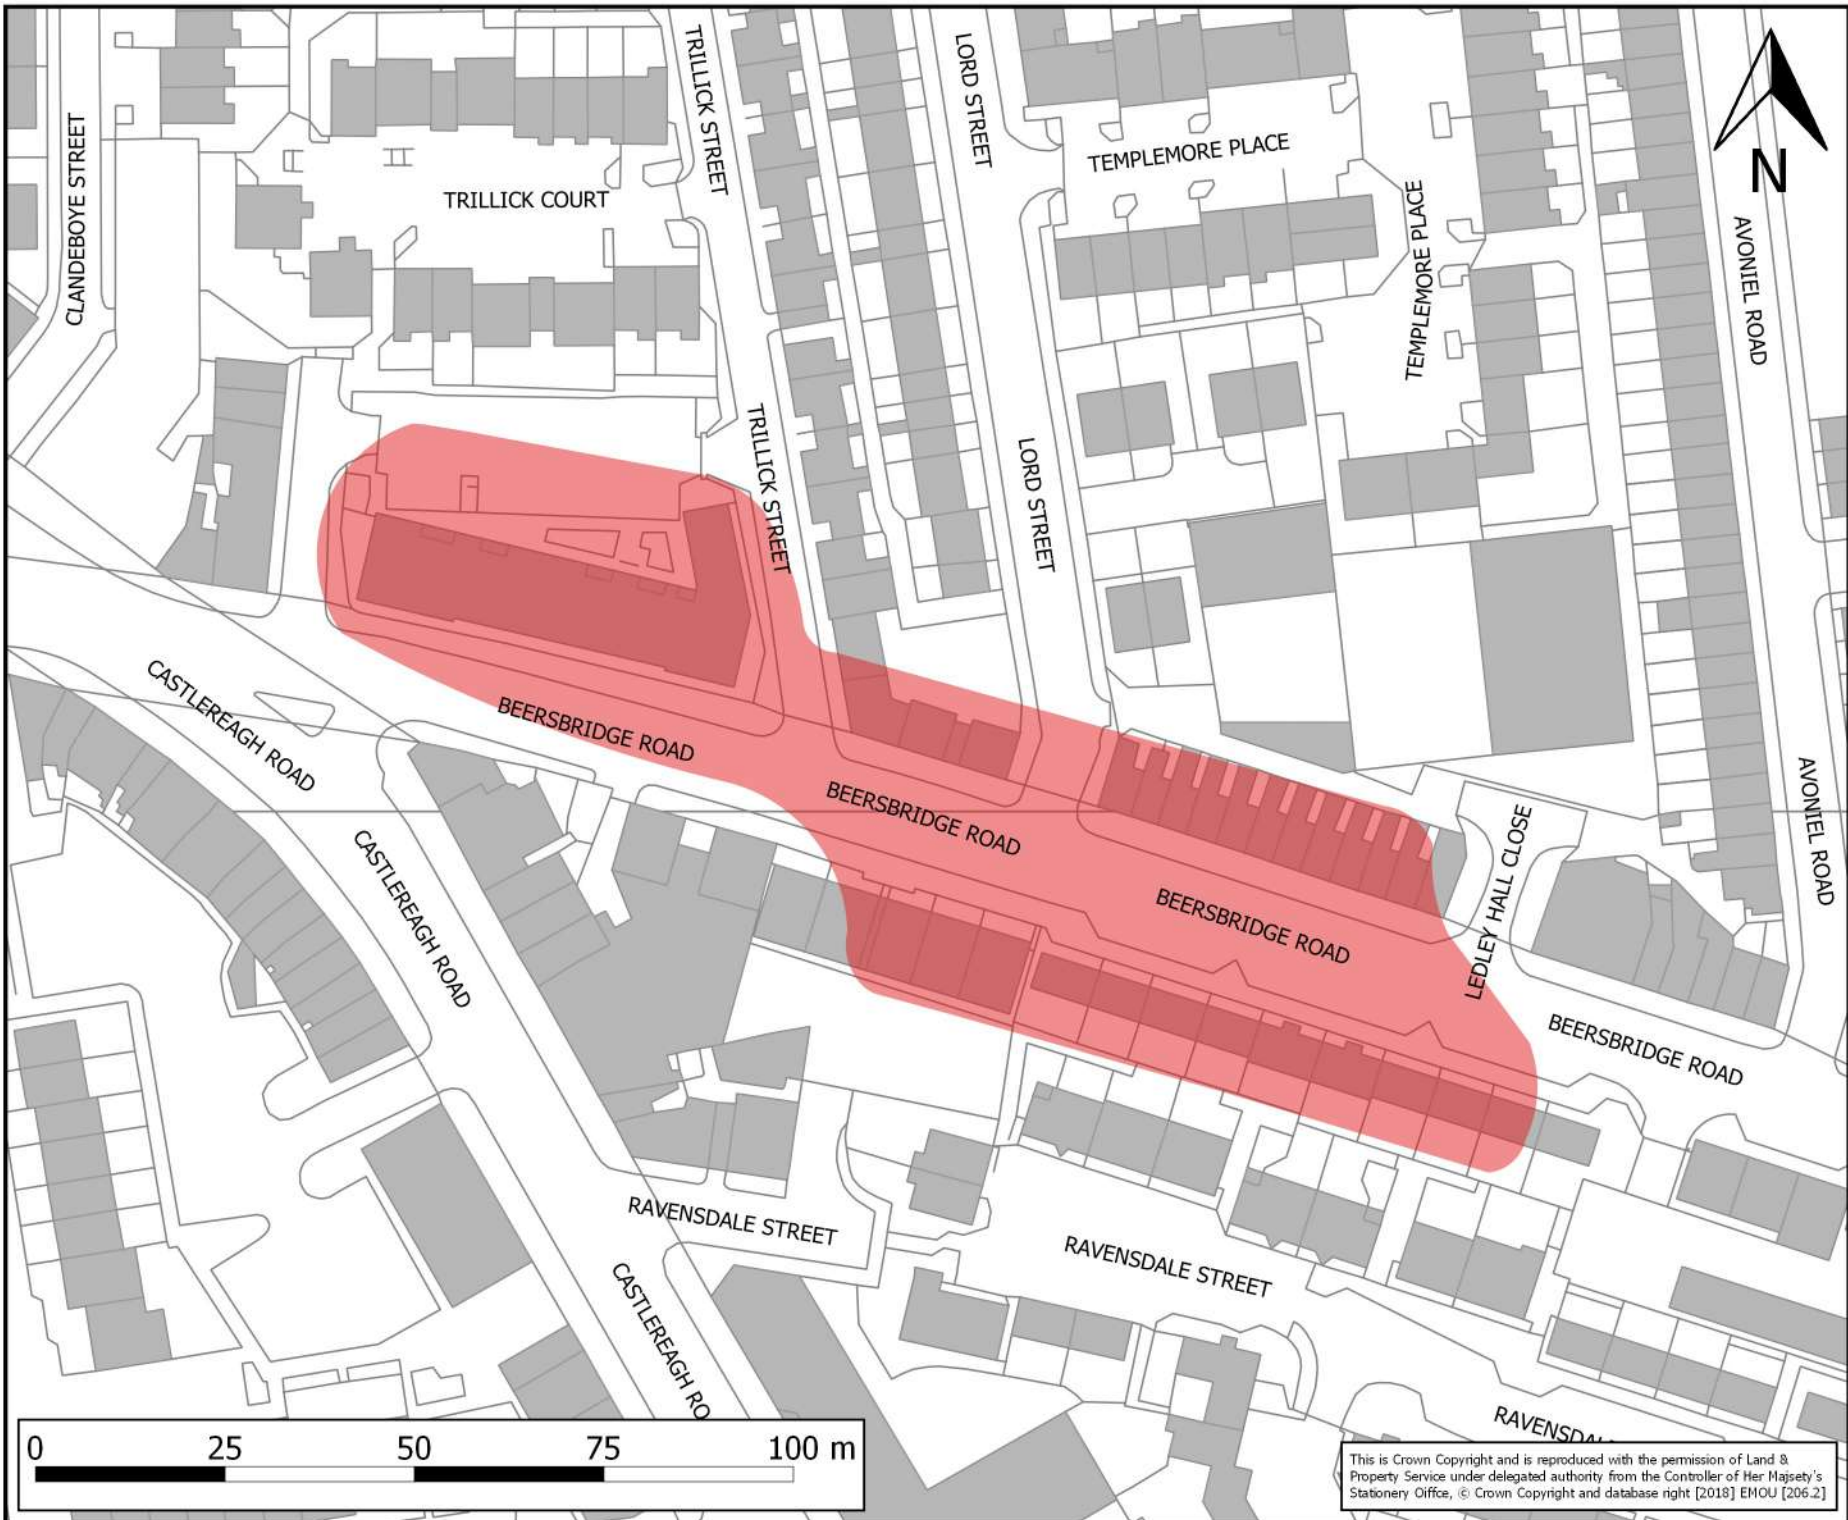 TRILLICK STREET
LORD STREET
CLANDEBOYE STREET
TEMPLEMORE PLACE
N
TRILLICK COURT
TEMPLEMORE PLACE
AVONIEL ROAD
TRILLICK STREET
LORD STREET
CASTLEREAGH ROAD
BEERSBRIDGE ROAD
BEERSBRIDGE ROAD
AVONIEL ROAD
CASTLEREAGH ROAD
BEERSBRIDGE ROAD
LEDLEY HALL CLOSE
BEERSBRIDGE ROAD
RAVENSDALE STREET
RAVENSDALE STREET
CASTLEREAGH RO
RAVENSDA
0 25 50 75 100 m
This is Crown Copyright and is reproduced with the permission of Land &
Property Service under delegated authority from the Controller of Her Majsety's
Stationery Oiffce, © Crown Copyright and database right [2018] EMOU [206.2]